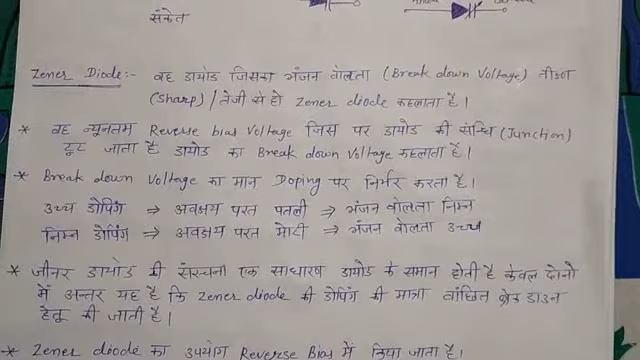 संकेत
Zener Diode:- वह डायोड जिसका भंजन वोल्टता (Break down Voltage) तीक्ष्ण
(Sharp) / तेजी से हो Zener diode कहलाता है।
* वह न्यूनतम Reverse bias Voltage जिस पर डायोड की संन्धि (Junction)
टूट जाता है डायोड का Break down Voltage कहलाता है।
* Break down Voltage का मान Doping पर निर्भर करता है।
उच्च डोपिंग ⇒ अवक्षय परत पतली ⇒ भंजन वोल्टता निम्न
निम्न डोपिंग ⇒ अवक्षय परत मोटी ⇒ भंजन वोल्टता उच्च
* जीनर डायोड की संरचना एक साधारण डायोड के समान होती है केवल दोनो
में अन्तर यह है कि Zener diode की डोपिंग की मात्रा वांछित ब्रेक डाउन
हेतू की जाती है।
* Zener diode का उपयोग Reverse Bias में किया जाता है।